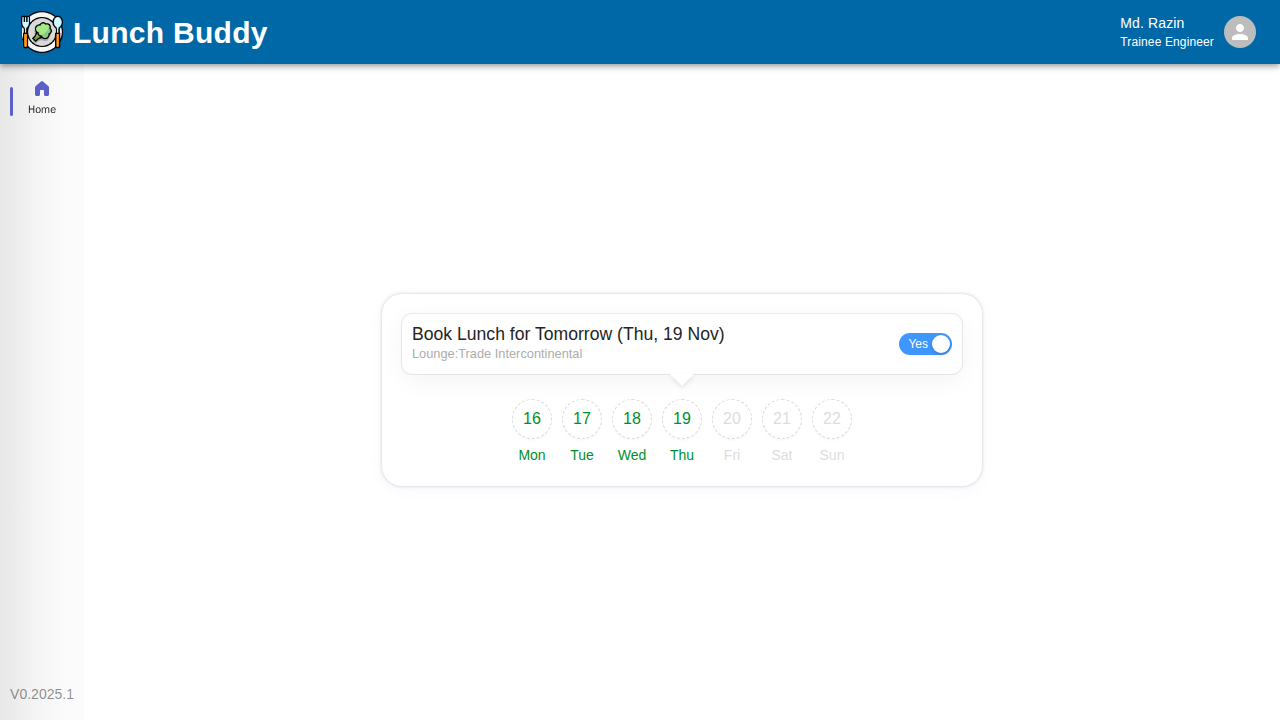 Lunch Buddy
Md. Razin
Trainee Engineer
Home
Book Lunch for Tomorrow (Thu, 19 Nov)
Lounge:Trade Intercontinental
Yes
16 17 18 19 20 21 22
Mon Tue Wed Thu Fri Sat Sun
V0.2025.1